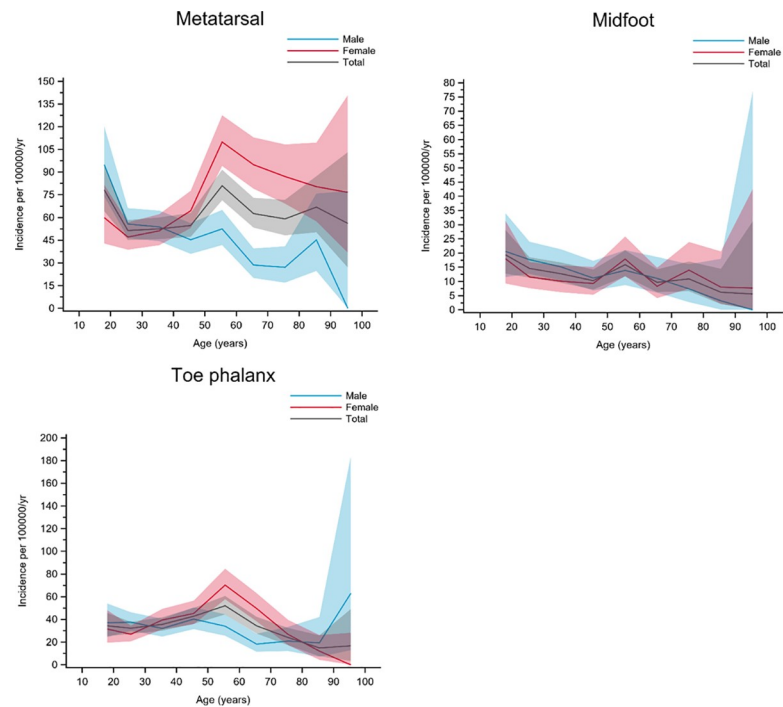 Metatarsal
Male
Female
Total
Incidence per 100000/yr
150
135
120
105
90
75
60
45
30
15
0
10 20 30 40 50 60 70 80 90 100
Age (years)
Midfoot
Male
Female
Total
Incidence per 100000/yr
80
75
70
65
60
55
50
45
40
35
30
25
20
15
10
5
0
10 20 30 40 50 60 70 80 90 100
Age (years)
Toe phalanx
Male
Female
Total
Incidence per 100000/yr
200
180
160
140
120
100
80
60
40
20
0
10 20 30 40 50 60 70 80 90 100
Age (years)